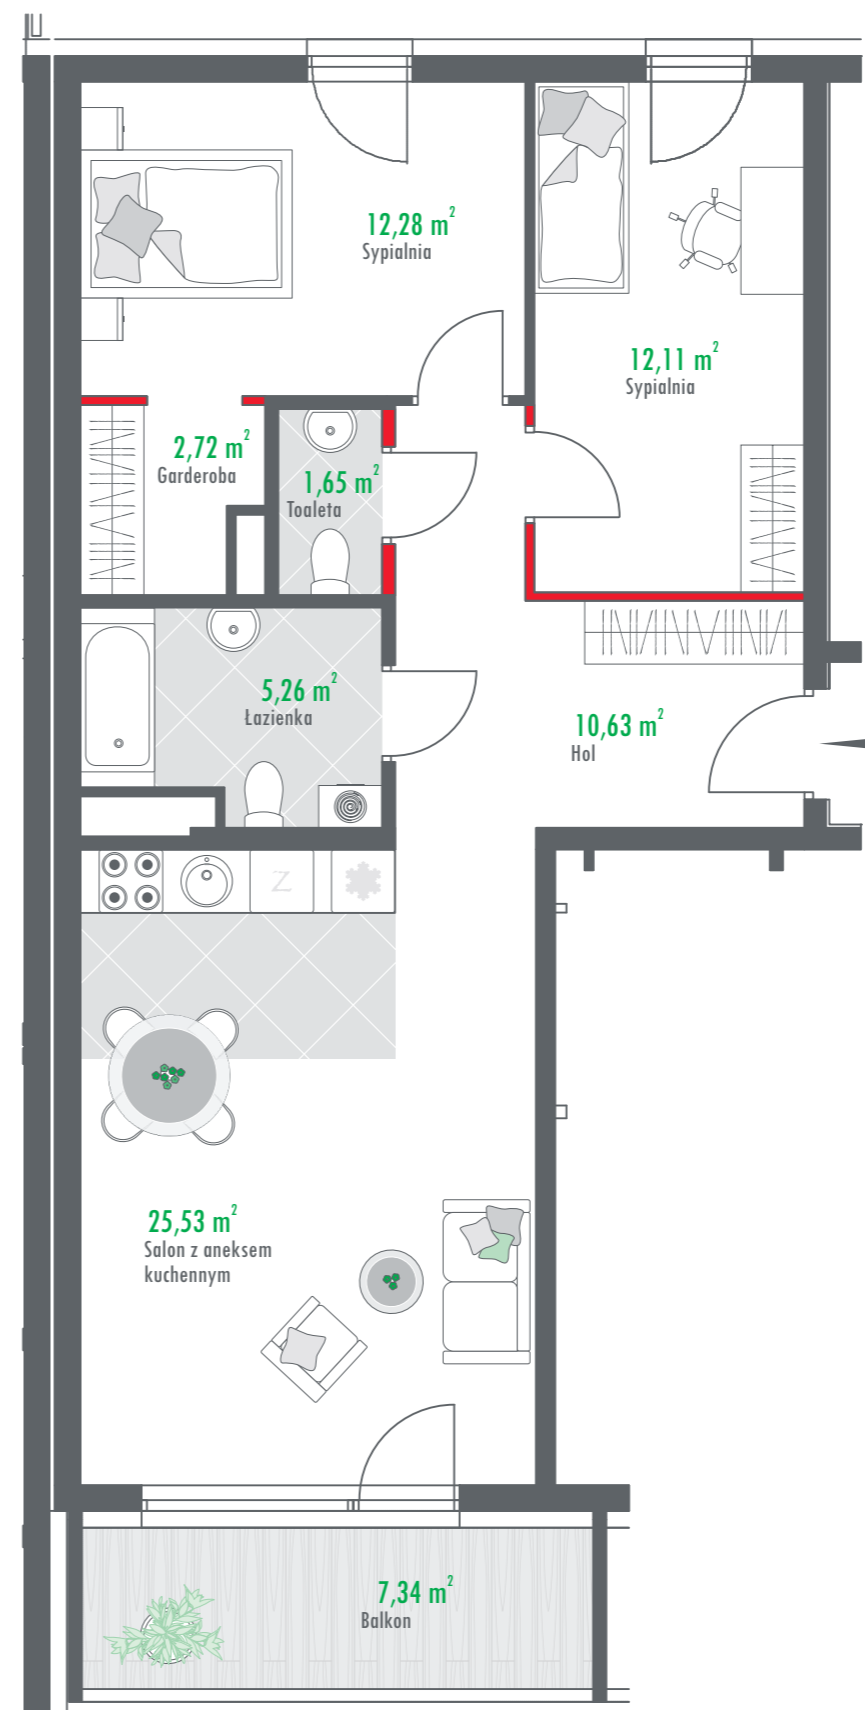 12,28 m²
Sypialnia
12,11 m²
Sypialnia
2,72 m²
Garderoba
1,65 m²
Toaleta
5,26 m²
Łazienka
10,63 m²
Hol
Z
25,53 m²
Salon z aneksem
kuchennym
7,34 m²
Balkon